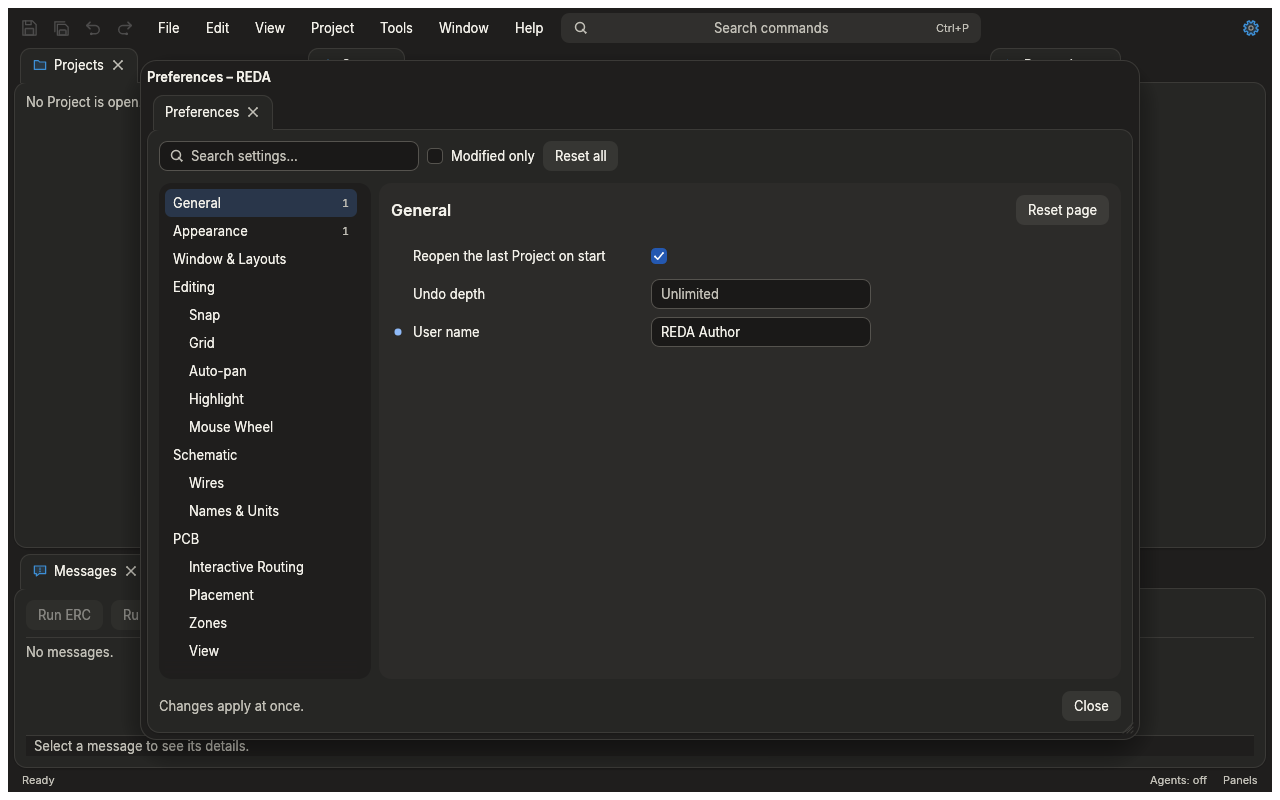 File Edit View Project Tools Window Help Search commands Ctrl+P
Projects
No Project is open
Preferences – REDA
Preferences
Search settings... Modified only Reset all
General 1
Appearance 1
Window & Layouts
Editing
Snap
Grid
Auto-pan
Highlight
Mouse Wheel
Schematic
Wires
Names & Units
PCB
Interactive Routing
Placement
Zones
View
General Reset page
Reopen the last Project on start
Undo depth Unlimited
User name REDA Author
Changes apply at once. Close
Messages
Run ERC Ru
No messages.
Select a message to see its details.
Ready Agents: off Panels